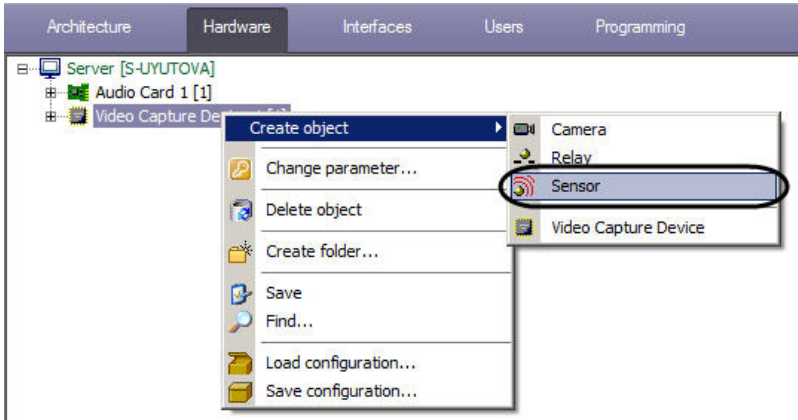 Architecture Hardware Interfaces Users Programming
Server [S-UYUTOVA]
Audio Card 1 [1]
Video Capture
Create object
Change parameter...
Delete object
Create folder...
Save
Find...
Load configuration...
Save configuration...
Camera
Relay
Sensor
Video Capture Device